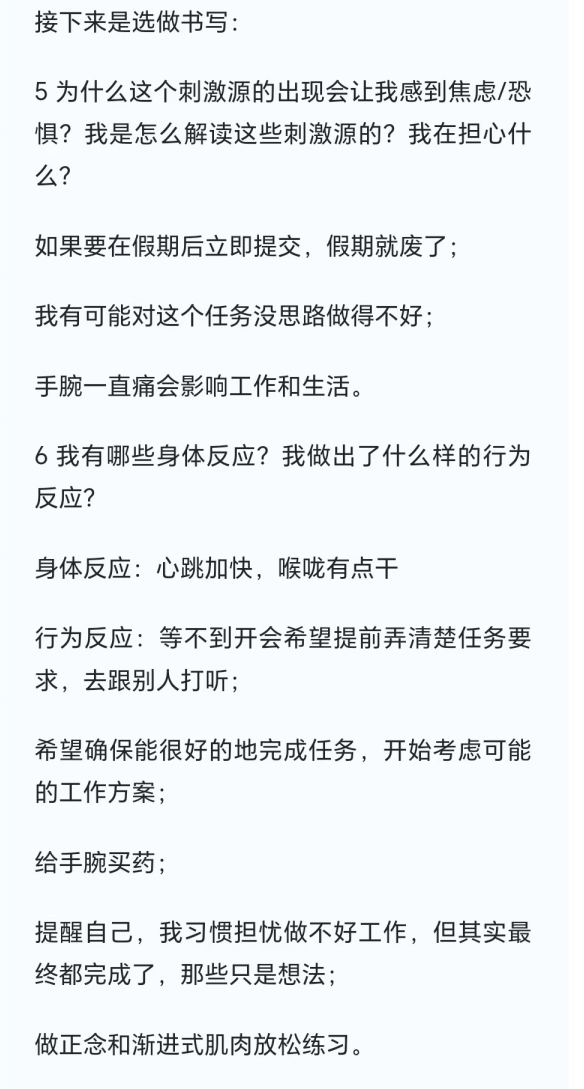 接下来是选做书写：
5 为什么这个刺激源的出现会让我感到焦虑/恐
惧？我是怎么解读这些刺激源的？我在担心什
么？
如果要在假期后立即提交，假期就废了；
我有可能对这个任务没思路做得不好；
手腕一直痛会影响工作和生活。
6 我有哪些身体反应？我做出了什么样的行为
反应？
身体反应：心跳加快，喉咙有点干
行为反应：等不到开会希望提前弄清楚任务要
求，去跟别人打听；
希望确保能很好的地完成任务，开始考虑可能
的工作方案；
给手腕买药；
提醒自己，我习惯担忧做不好工作，但其实最
终都完成了，那些只是想法；
做正念和渐进式肌肉放松练习。